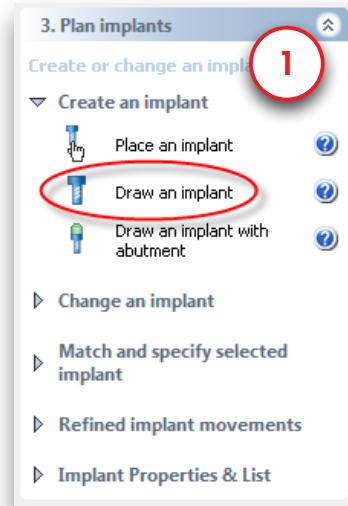 3. Plan implants
Create or change an
1
Create an implant
Place an implant
?
Draw an implant
?
Draw an implant with
abutment
?
Change an implant
Match and specify selected
implant
Refined implant movements
Implant Properties & List